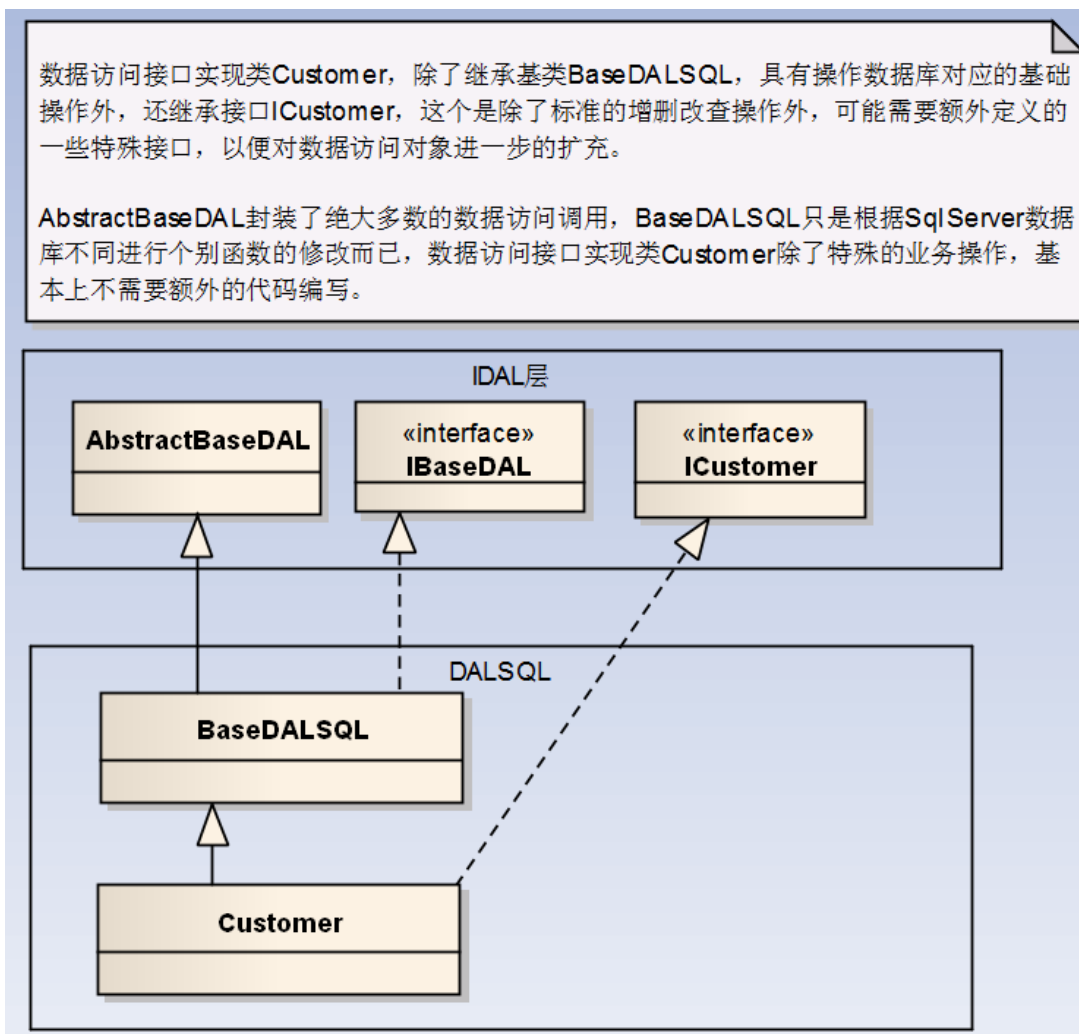 数据访问接口实现类Customer，除了继承基类BaseDALSQL，具有操作数据库对应的基础
操作外，还继承接口ICustomer，这个是除了标准的增删改查操作外，可能需要额外定义的
一些特殊接口，以便对数据访问对象进一步的扩充。
AbstractBaseDAL封装了绝大多数的数据访问调用，BaseDALSQL只是根据SqlServer数据
库不同进行个别函数的修改而已，数据访问接口实现类Customer除了特殊的业务操作，基
本上不需要额外的代码编写。
IDAL层
AbstractBaseDAL
«interface»
IBaseDAL
«interface»
ICustomer
DALSQL
BaseDALSQL
Customer